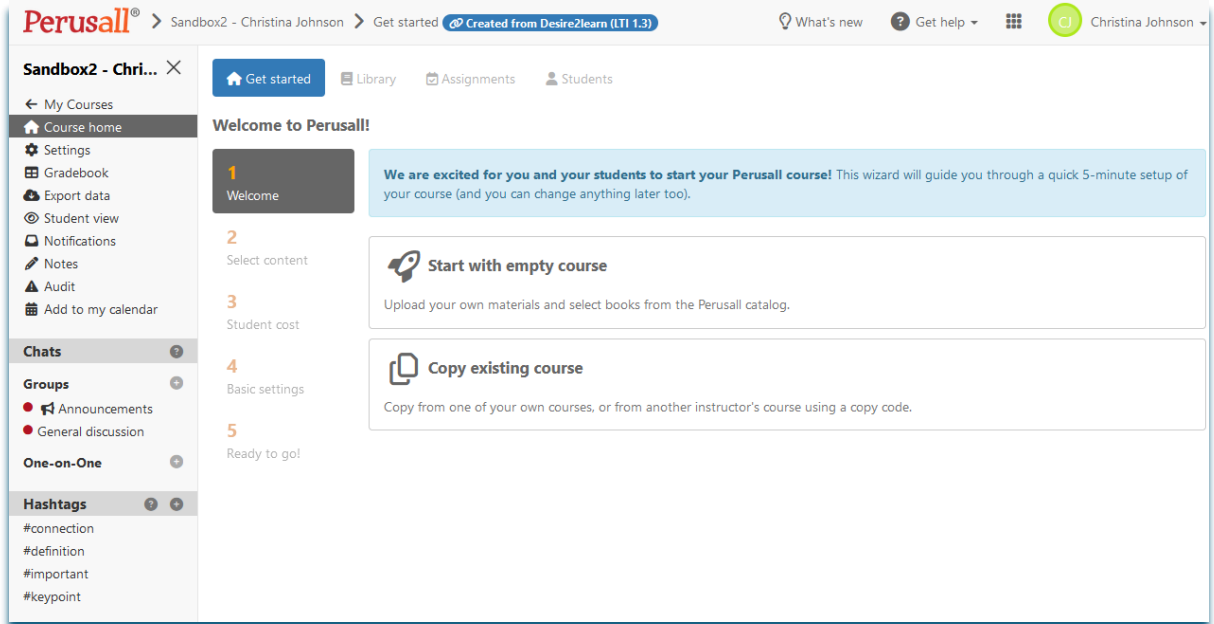 Perusall® Sandbox2 - Christina Johnson Get started Created from Desire2learn (LTI 1.3) What's new ? Get help CJ Christina Johnson
Sandbox2 - Chri...
My Courses
Course home
Settings
Gradebook
Export data
Student view
Notifications
Notes
Audit
Add to my calendar
Chats ?
Groups
Announcements
General discussion
One-on-One
Hashtags ?
#connection
#definition
#important
#keypoint
Get started Library Assignments Students
Welcome to Perusall!
1
Welcome
2
Select content
3
Student cost
4
Basic settings
5
Ready to go!
We are excited for you and your students to start your Perusall course! This wizard will guide you through a quick 5-minute setup of
your course (and you can change anything later too).
Start with empty course
Upload your own materials and select books from the Perusall catalog.
Copy existing course
Copy from one of your own courses, or from another instructor's course using a copy code.